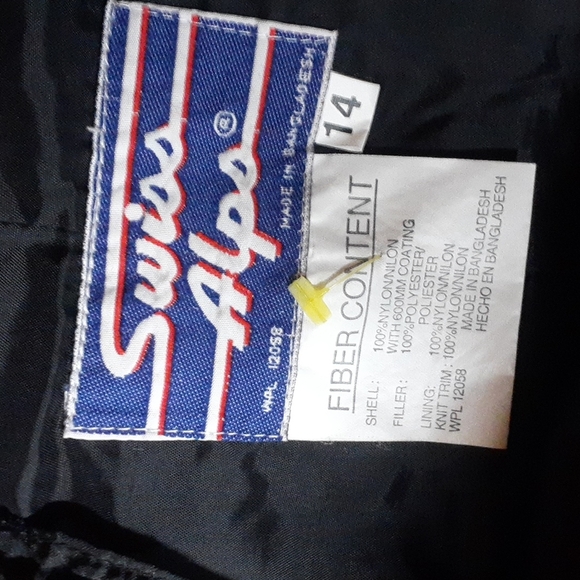 Swiss
Alps ®
WPL 12058 MADE IN BANGLADESH
14
FIBER CONTENT
SHELL: 100%NYLON/NILON
WITH 600MM COATING
FILLER: 100%POLYESTER/
POLIESTER
LINING: 100%NYLON/NILON
KNIT TRIM: 100%NYLON/NILON
WPL 12058 MADE IN BANGLADESH
HECHO EN BANGLADESH